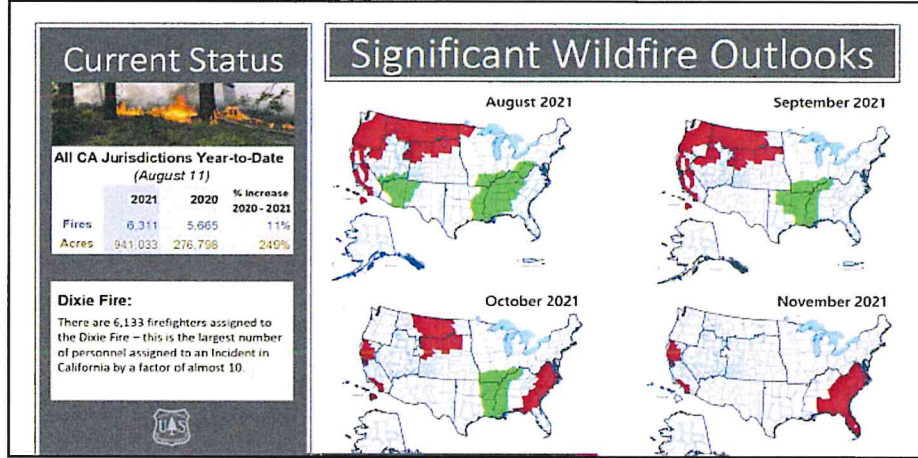 Current Status
All CA Jurisdictions Year-to-Date
(August 11)
2021 2020 % Increase
2020 - 2021
Fires 6,311 5,665 11%
Acres 941,033 276,798 249%
Dixie Fire:
There are 6,133 firefighters assigned to
the Dixie Fire – this is the largest number
of personnel assigned to an Incident in
California by a factor of almost 10.
UAS
Significant Wildfire Outlooks
August 2021
September 2021
October 2021
November 2021